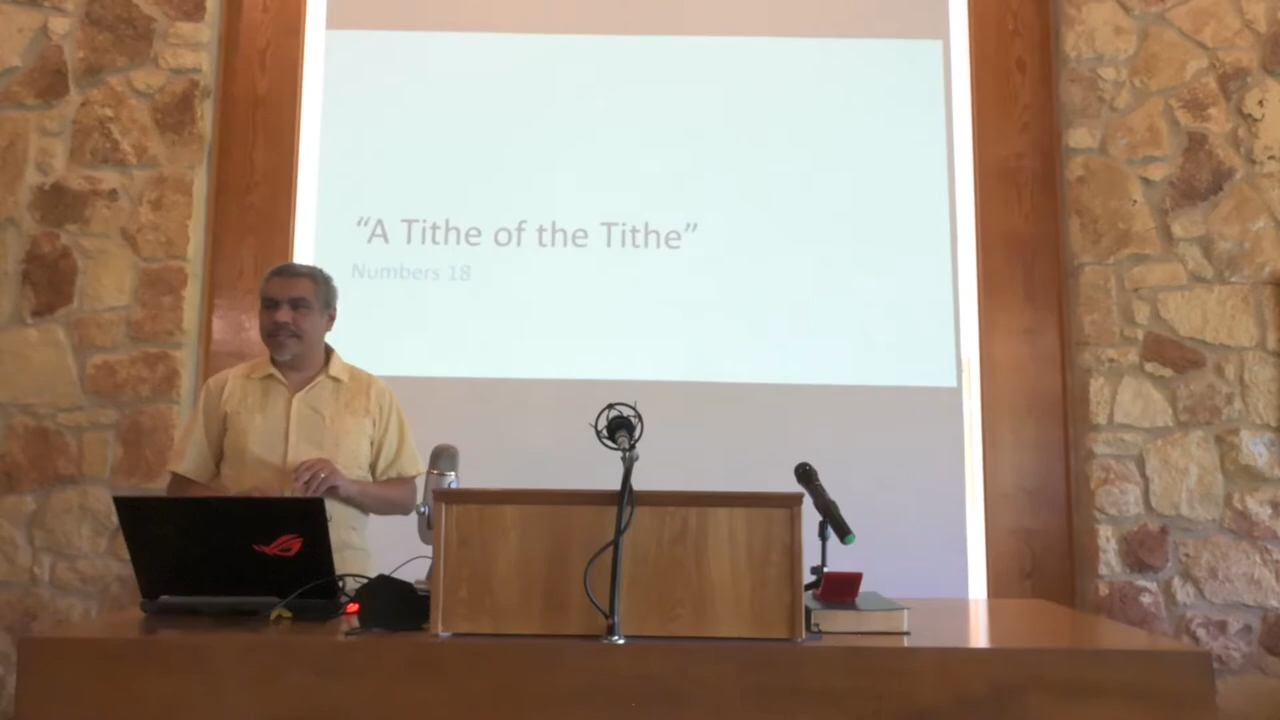 “A Tithe of the Tithe”
Numbers 18